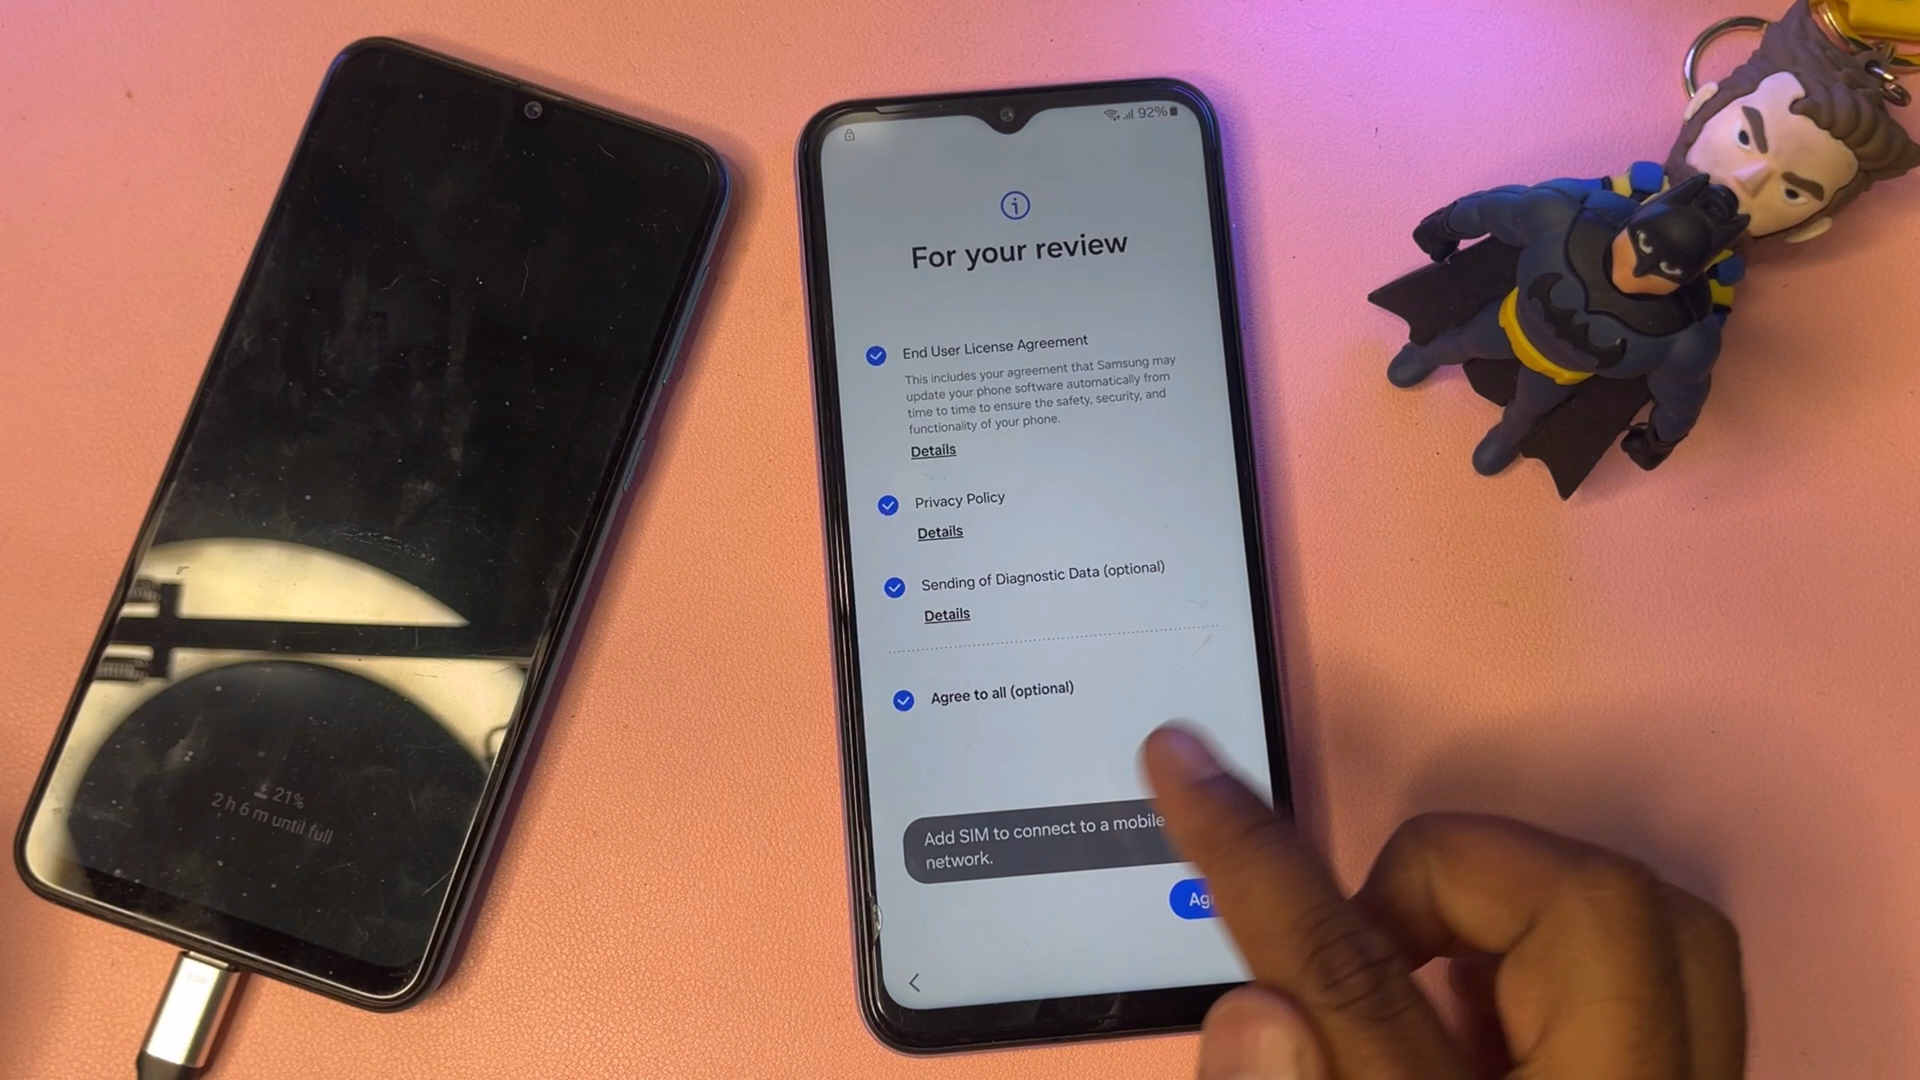 21%
2 h 6 m until full
92%
For your review
End User License Agreement
This includes your agreement that Samsung may
update your phone software automatically from
time to time to ensure the safety, security, and
functionality of your phone.
Details
Privacy Policy
Details
Sending of Diagnostic Data (optional)
Details
Agree to all (optional)
Add SIM to connect to a mobile
network.